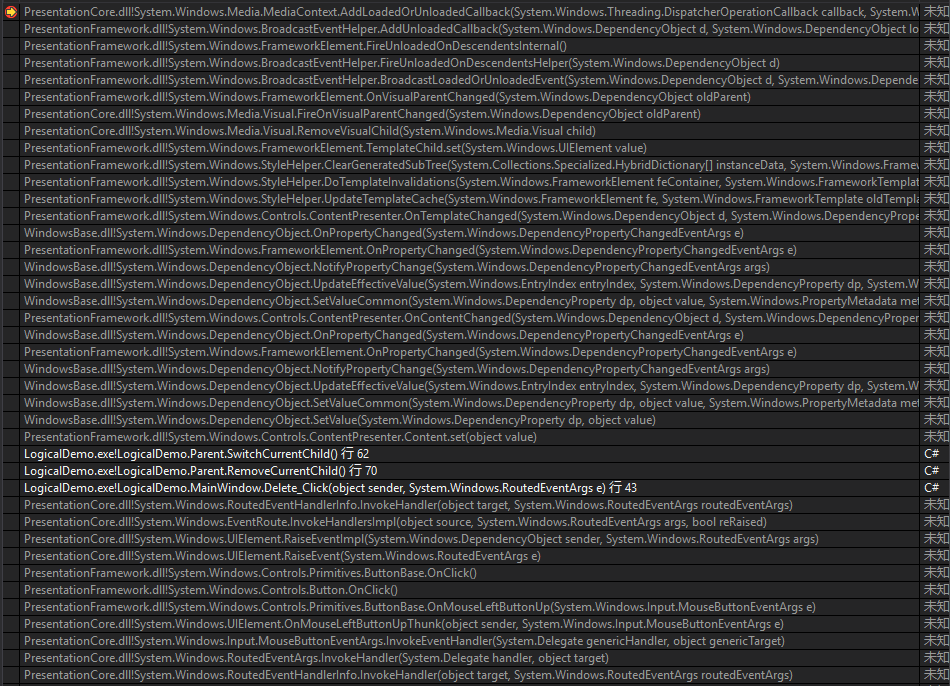 PresentationCore.dll!System.Windows.Media.MediaContext.AddLoadedOrUnloadedCallback(System.Windows.Threading.DispatcherOperationCallback callback, System.W 未知
PresentationFramework.dll!System.Windows.BroadcastEventHelper.AddUnloadedCallback(System.Windows.DependencyObject d, System.Windows.DependencyObject lo 未知
PresentationFramework.dll!System.Windows.FrameworkElement.FireUnloadedOnDescendentsInternal() 未知
PresentationFramework.dll!System.Windows.BroadcastEventHelper.FireUnloadedOnDescendentsHelper(System.Windows.DependencyObject d) 未知
PresentationFramework.dll!System.Windows.BroadcastEventHelper.BroadcastLoadedOrUnloadedEvent(System.Windows.DependencyObject d, System.Windows.Depende 未知
PresentationFramework.dll!System.Windows.FrameworkElement.OnVisualParentChanged(System.Windows.DependencyObject oldParent) 未知
PresentationCore.dll!System.Windows.Media.Visual.FireOnVisualParentChanged(System.Windows.DependencyObject oldParent) 未知
PresentationCore.dll!System.Windows.Media.Visual.RemoveVisualChild(System.Windows.Media.Visual child) 未知
PresentationFramework.dll!System.Windows.FrameworkElement.TemplateChild.set(System.Windows.UIElement value) 未知
PresentationFramework.dll!System.Windows.StyleHelper.ClearGeneratedSubTree(System.Collections.Specialized.HybridDictionary[] instanceData, System.Windows.Framew 未知
PresentationFramework.dll!System.Windows.StyleHelper.DoTemplateInvalidations(System.Windows.FrameworkElement feContainer, System.Windows.FrameworkTemplat 未知
PresentationFramework.dll!System.Windows.StyleHelper.UpdateTemplateCache(System.Windows.FrameworkElement fe, System.Windows.FrameworkTemplate oldTempla 未知
PresentationFramework.dll!System.Windows.Controls.ContentPresenter.OnTemplateChanged(System.Windows.DependencyObject d, System.Windows.DependencyPrope 未知
WindowsBase.dll!System.Windows.DependencyObject.OnPropertyChanged(System.Windows.DependencyPropertyChangedEventArgs e) 未知
PresentationFramework.dll!System.Windows.FrameworkElement.OnPropertyChanged(System.Windows.DependencyPropertyChangedEventArgs e) 未知
WindowsBase.dll!System.Windows.DependencyObject.NotifyPropertyChange(System.Windows.DependencyPropertyChangedEventArgs args) 未知
WindowsBase.dll!System.Windows.DependencyObject.UpdateEffectiveValue(System.Windows.EntryIndex entryIndex, System.Windows.DependencyProperty dp, System.W 未知
WindowsBase.dll!System.Windows.DependencyObject.SetValueCommon(System.Windows.DependencyProperty dp, object value, System.Windows.PropertyMetadata met 未知
PresentationFramework.dll!System.Windows.Controls.ContentPresenter.OnContentChanged(System.Windows.DependencyObject d, System.Windows.DependencyProper 未知
WindowsBase.dll!System.Windows.DependencyObject.OnPropertyChanged(System.Windows.DependencyPropertyChangedEventArgs e) 未知
PresentationFramework.dll!System.Windows.FrameworkElement.OnPropertyChanged(System.Windows.DependencyPropertyChangedEventArgs e) 未知
WindowsBase.dll!System.Windows.DependencyObject.NotifyPropertyChange(System.Windows.DependencyPropertyChangedEventArgs args) 未知
WindowsBase.dll!System.Windows.DependencyObject.UpdateEffectiveValue(System.Windows.EntryIndex entryIndex, System.Windows.DependencyProperty dp, System.W 未知
WindowsBase.dll!System.Windows.DependencyObject.SetValueCommon(System.Windows.DependencyProperty dp, object value, System.Windows.PropertyMetadata met 未知
WindowsBase.dll!System.Windows.DependencyObject.SetValue(System.Windows.DependencyProperty dp, object value) 未知
PresentationFramework.dll!System.Windows.Controls.ContentPresenter.Content.set(object value) 未知
LogicalDemo.exe!LogicalDemo.Parent.SwitchCurrentChild() 行 62 C#
LogicalDemo.exe!LogicalDemo.Parent.RemoveCurrentChild() 行 70 C#
LogicalDemo.exe!LogicalDemo.MainWindow.Delete_Click(object sender, System.Windows.RoutedEventArgs e) 行 43 C#
PresentationCore.dll!System.Windows.RoutedEventHandlerInfo.InvokeHandler(object target, System.Windows.RoutedEventArgs routedEventArgs) 未知
PresentationCore.dll!System.Windows.EventRoute.InvokeHandlersImpl(object source, System.Windows.RoutedEventArgs args, bool reRaised) 未知
PresentationCore.dll!System.Windows.UIElement.RaiseEventImpl(System.Windows.DependencyObject sender, System.Windows.RoutedEventArgs args) 未知
PresentationCore.dll!System.Windows.UIElement.RaiseEvent(System.Windows.RoutedEventArgs e) 未知
PresentationFramework.dll!System.Windows.Controls.Primitives.ButtonBase.OnClick() 未知
PresentationFramework.dll!System.Windows.Controls.Button.OnClick() 未知
PresentationFramework.dll!System.Windows.Controls.Primitives.ButtonBase.OnMouseLeftButtonUp(System.Windows.Input.MouseButtonEventArgs e) 未知
PresentationCore.dll!System.Windows.UIElement.OnMouseLeftButtonUpThunk(object sender, System.Windows.Input.MouseButtonEventArgs e) 未知
PresentationCore.dll!System.Windows.Input.MouseButtonEventArgs.InvokeEventHandler(System.Delegate genericHandler, object genericTarget) 未知
PresentationCore.dll!System.Windows.RoutedEventArgs.InvokeHandler(System.Delegate handler, object target) 未知
PresentationCore.dll!System.Windows.RoutedEventHandlerInfo.InvokeHandler(object target, System.Windows.RoutedEventArgs routedEventArgs) 未知